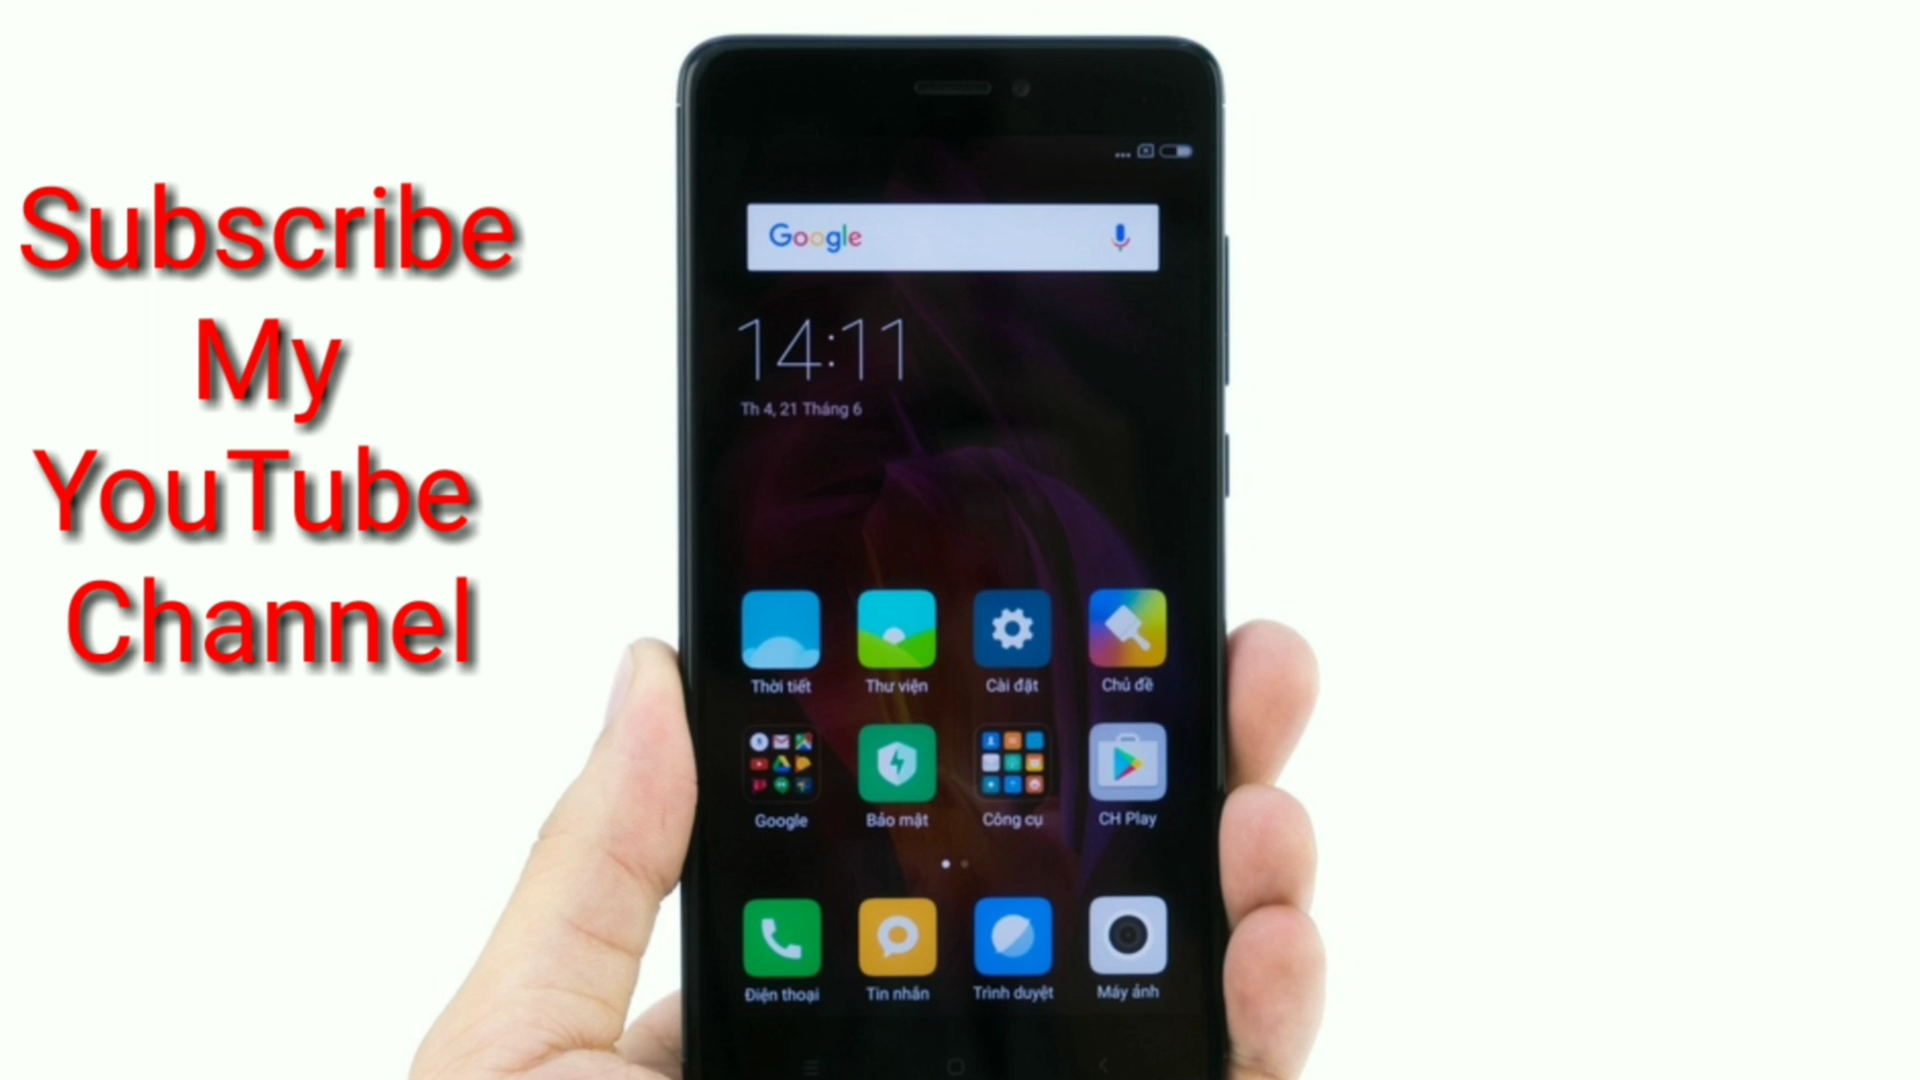 Subscribe
My
YouTube
Channel
Google
14:11
Th 4, 21 Tháng 6
Thời tiết
Thư viện
Cài đặt
Chủ đề
Google
Bảo mật
Công cụ
CH Play
Điện thoại
Tin nhắn
Trình duyệt
Máy ảnh